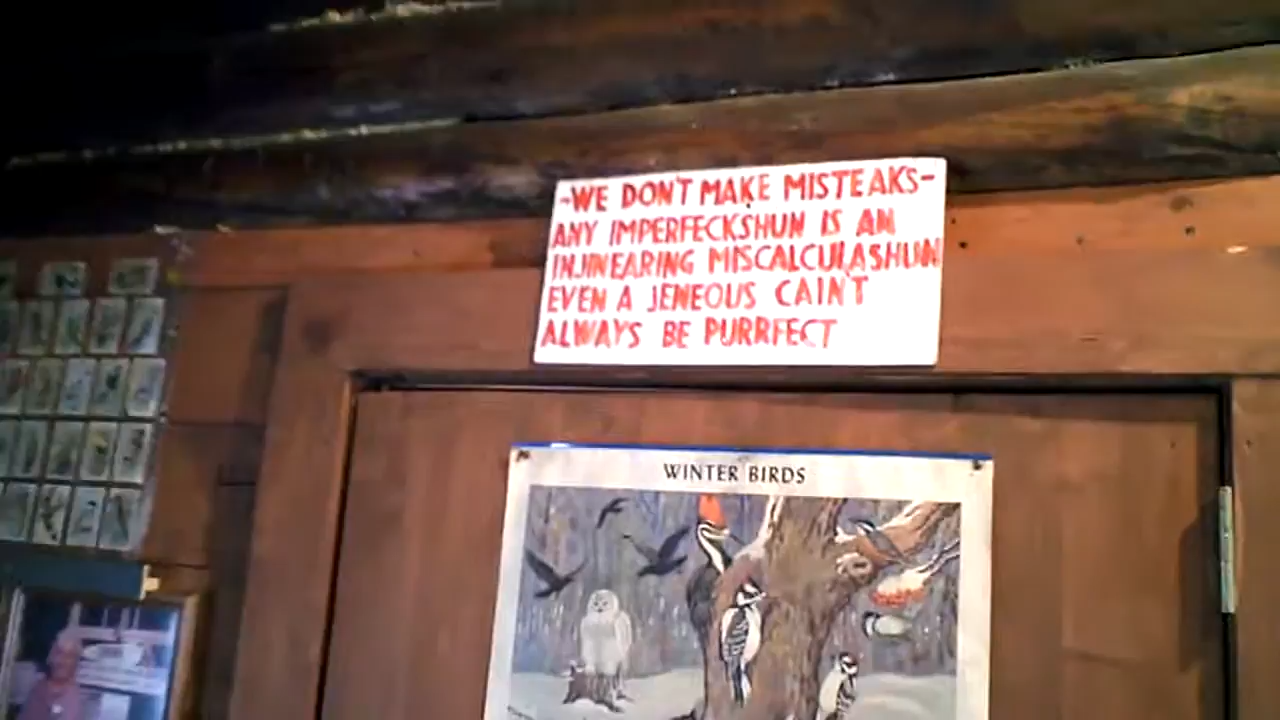 -WE DON'T MAKE MISTEAKS-
ANY IMPERFECKSHUN IS AN
INJINEARING MISCALCULASHUN
EVEN A JENEOUS CAIN'T
ALWAYS BE PURRFECT
WINTER BIRDS